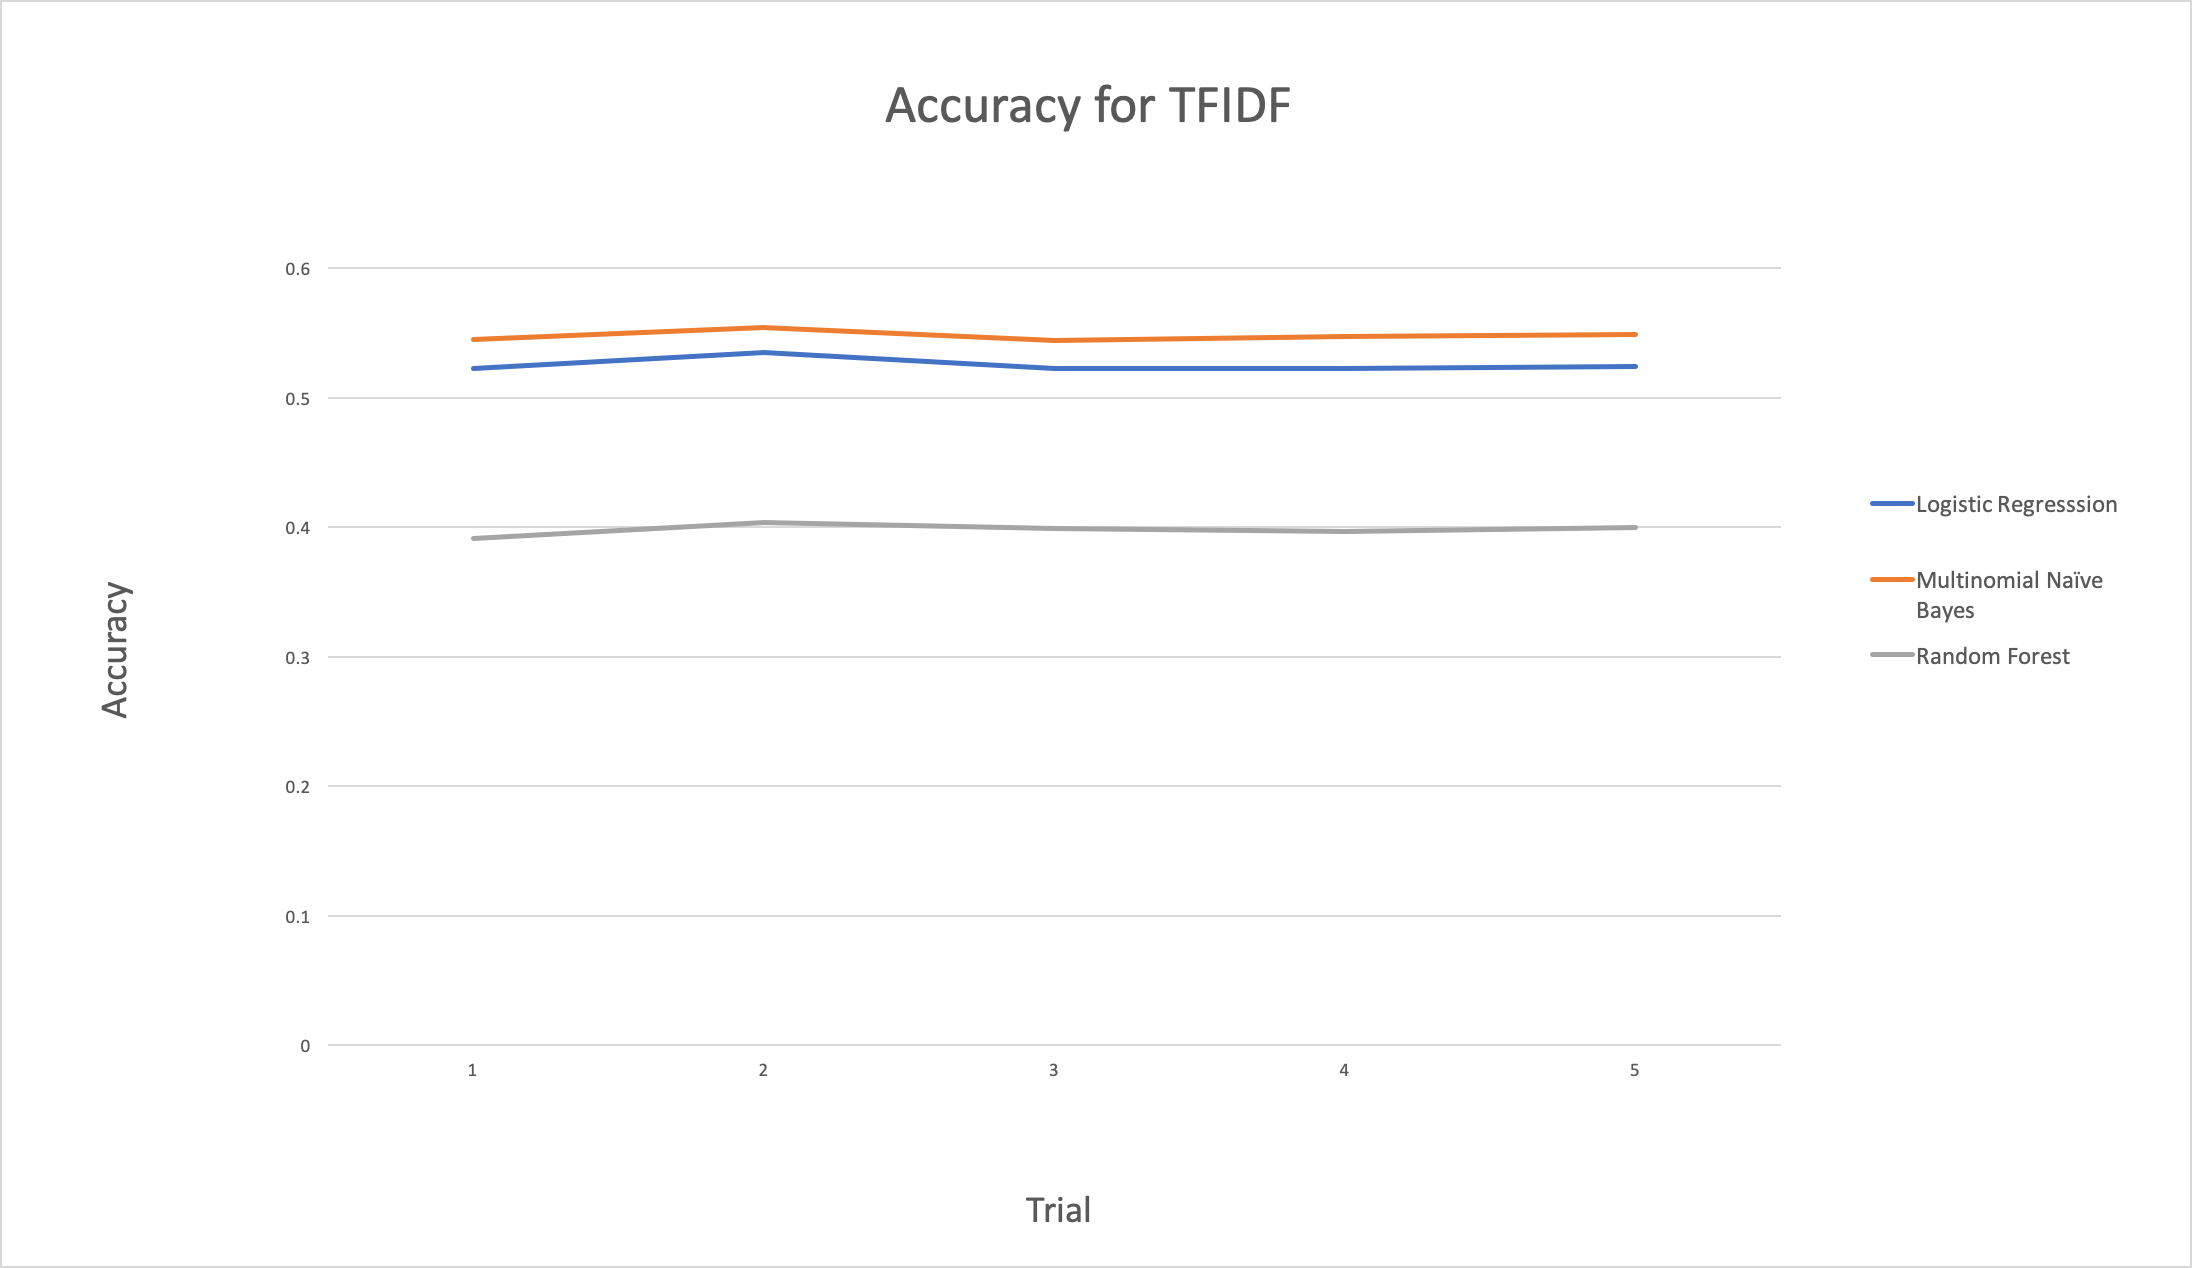 Accuracy for TFIDF
0.6
0.5
0.4
0.3
0.2
0.1
0
Accuracy
1 2 3 4 5
Trial
Logistic Regresssion
Multinomial Naïve
Bayes
Random Forest